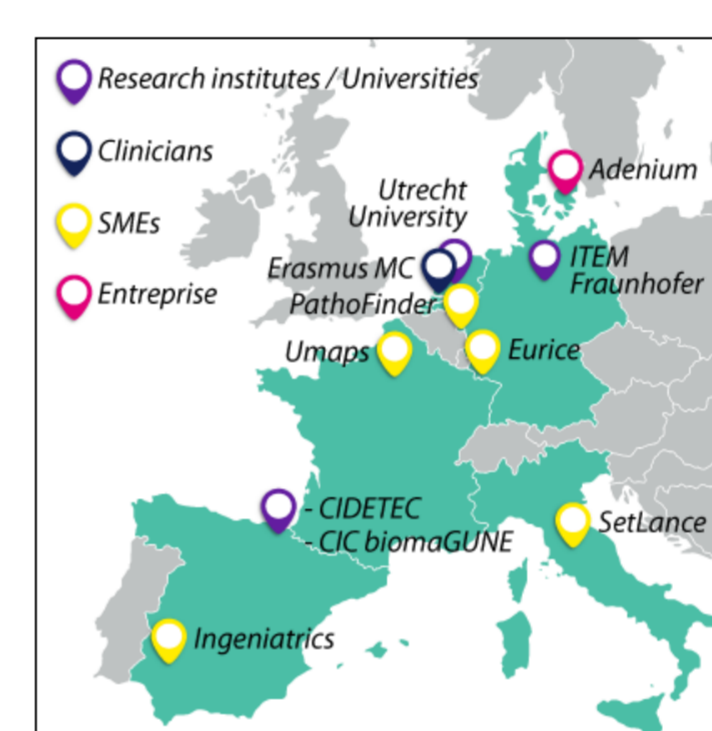 Research institutes / Universities
Clinicians
SMEs
Entreprise
Adenium
Utrecht
University
ITEM
Fraunhofer
Erasmus MC
PathoFinder
Umaps
Eurice
- CIDETEC
- CIC biomaGUNE
SetLance
Ingeniatrics